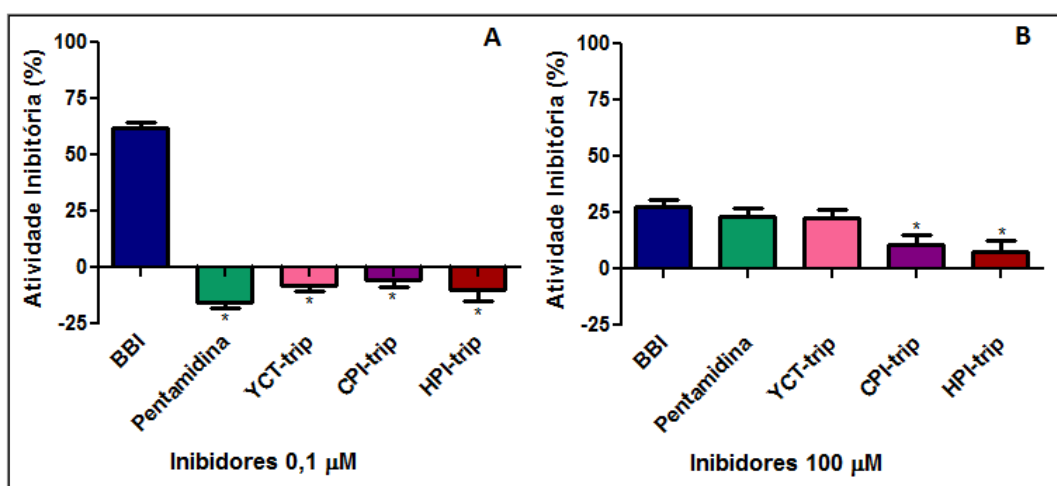 A
Atividade Inibitória (%)
100
75
50
25
0
-25
BBI
Pentamidina
YCT-trip
CPI-trip
HPI-trip
*
*
*
*
Inibidores 0,1 μM
B
Atividade Inibitória (%)
100
75
50
25
0
-25
BBI
Pentamidina
YCT-trip
CPI-trip
HPI-trip
*
*
Inibidores 100 μM